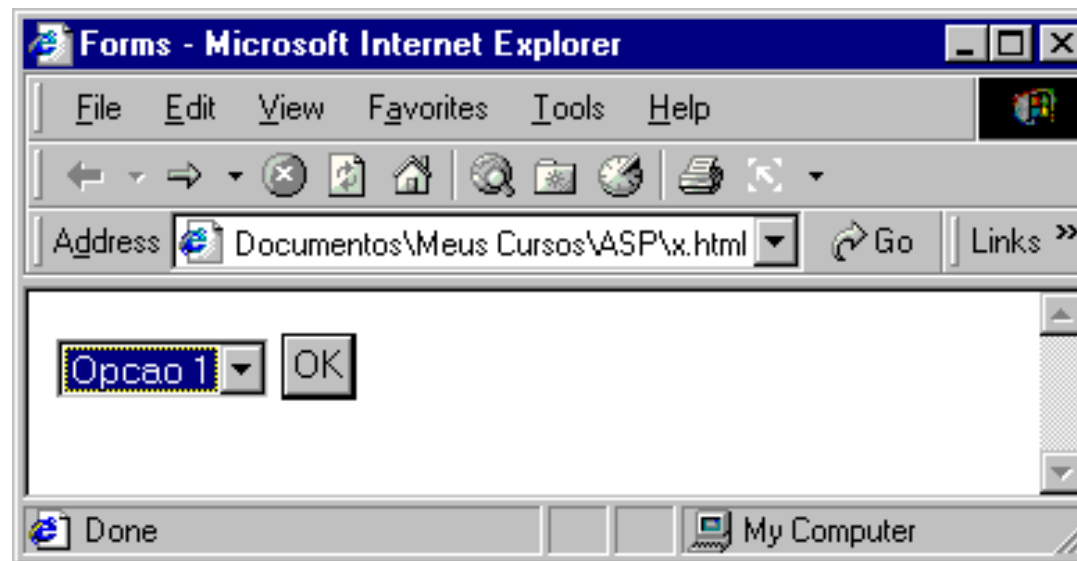 Forms - Microsoft Internet Explorer
File Edit View Favorites Tools Help
Address Documentos\Meus Cursos\ASP\x.html Go Links »
Opcao 1 OK
Done My Computer